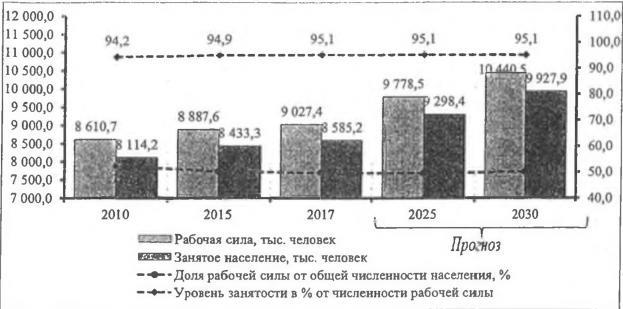 12 000,0
11 500,0
11 000,0
10 500,0
10 000,0
9 500,0
9 000,0
8 500,0
8 000,0
7 500,0
7 000,0
110,0
100,0
90,0
80,0
70,0
60,0
50,0
40,0
94,2 94,9 95,1 95,1 95,1
8 610,7 8 114,2
8 887,6 8 433,3
9 027,4 8 585,2
9 778,5 9 298,4
10 440,5 9 927,9
2010 2015 2017 2025 2030
Прогноз
Рабочая сила, тыс. человек
Занятое население, тыс. человек
Доля рабочей силы от общей численности населения, %
Уровень занятости в % от численности рабочей силы